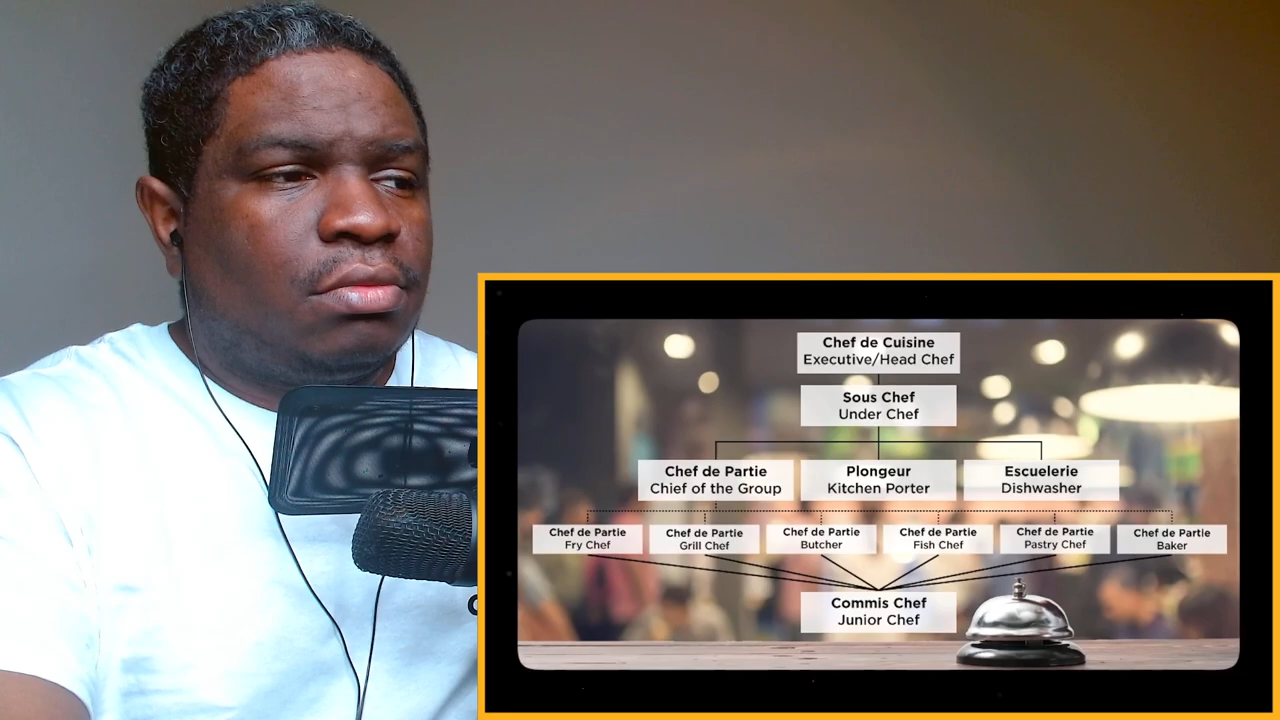 Chef de Cuisine
Executive/Head Chef
Sous Chef
Under Chef
Chef de Partie
Chief of the Group
Plongeur
Kitchen Porter
Escuelerie
Dishwasher
Chef de Partie
Fry Chef
Chef de Partie
Grill Chef
Chef de Partie
Butcher
Chef de Partie
Fish Chef
Chef de Partie
Pastry Chef
Chef de Partie
Baker
Commis Chef
Junior Chef